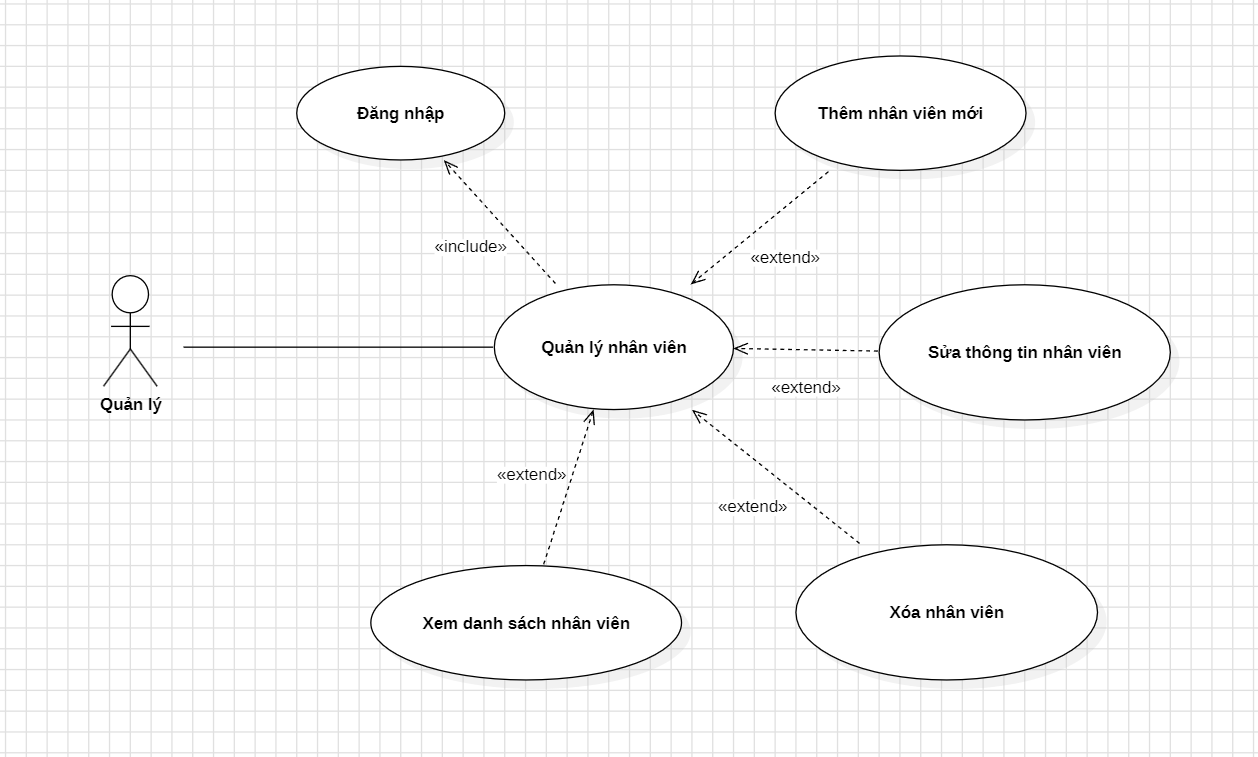 Đăng nhập
Thêm nhân viên mới
«include»
«extend»
Quản lý nhân viên
Sửa thông tin nhân viên
«extend»
Quản lý
«extend»
«extend»
Xem danh sách nhân viên
Xóa nhân viên